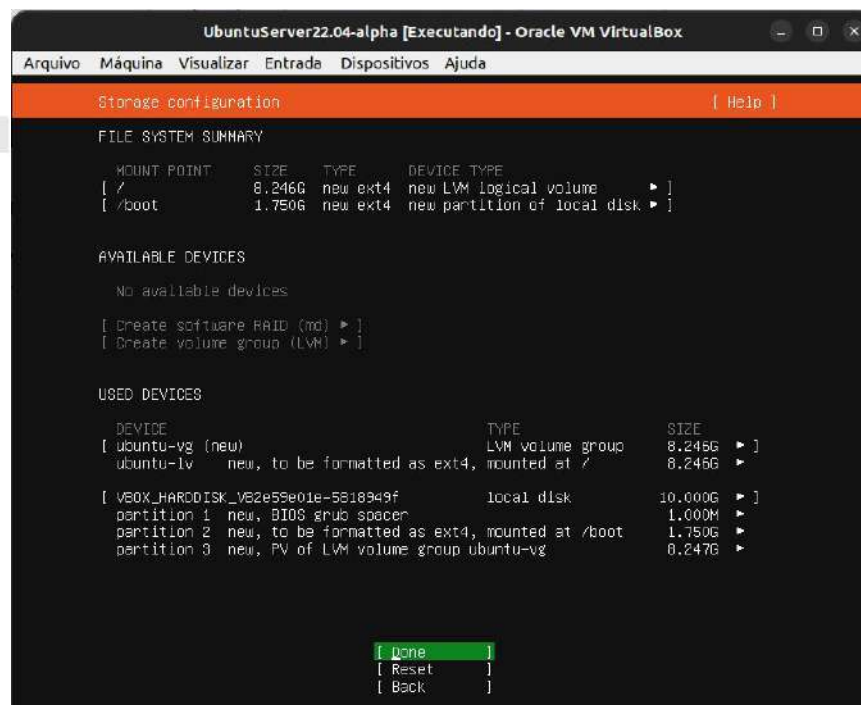 UbuntuServer22.04-alpha [Executando] - Oracle VM VirtualBox
Arquivo Máquina Visualizar Entrada Dispositivos Ajuda
Storage configuration [ Help ]
FILE SYSTEM SUMMARY
MOUNT POINT SIZE TYPE DEVICE TYPE
[ / 8.246G new ext4 new LVM logical volume ▸ ]
[ /boot 1.750G new ext4 new partition of local disk ▸ ]
AVAILABLE DEVICES
No available devices
[ Create software RAID (md) ▸ ]
[ Create volume group (LVM) ▸ ]
USED DEVICES
DEVICE TYPE SIZE
[ ubuntu-vg (new) LVM volume group 8.246G ▸ ]
ubuntu-lv new, to be formatted as ext4, mounted at / 8.246G ▸
[ VBOX_HARDDISK_VB2e59e01e-5818949f local disk 10.000G ▸ ]
partition 1 new, BIOS grub spacer 1.000M ▸
partition 2 new, to be formatted as ext4, mounted at /boot 1.750G ▸
partition 3 new, PV of LVM volume group ubuntu-vg 8.247G ▸
[ Done ]
[ Reset ]
[ Back ]